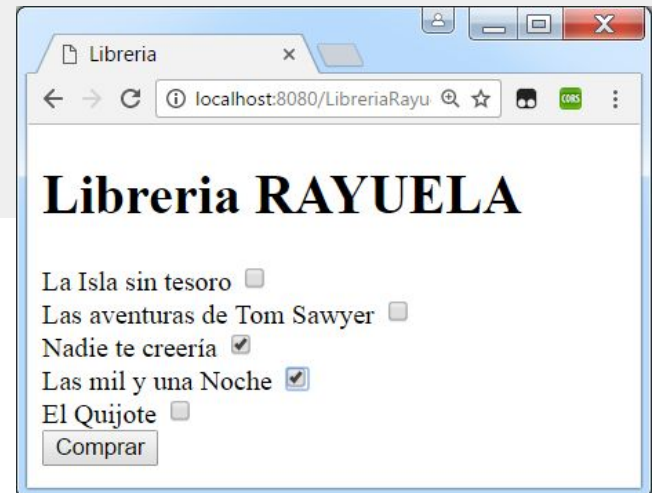 Libreria
localhost:8080/LibreriaRayu
CORS
Libreria RAYUELA
La Isla sin tesoro
Las aventuras de Tom Sawyer
Nadie te creería
Las mil y una Noche
El Quijote
Comprar